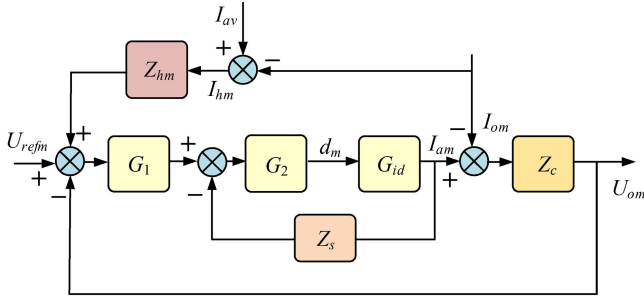 I_av
+
−
Z_hm
I_hm
+
−
I_om
U_refm
+
−
G_1
+
−
G_2
d_m
G_id
I_am
+
Z_c
U_om
Z_s